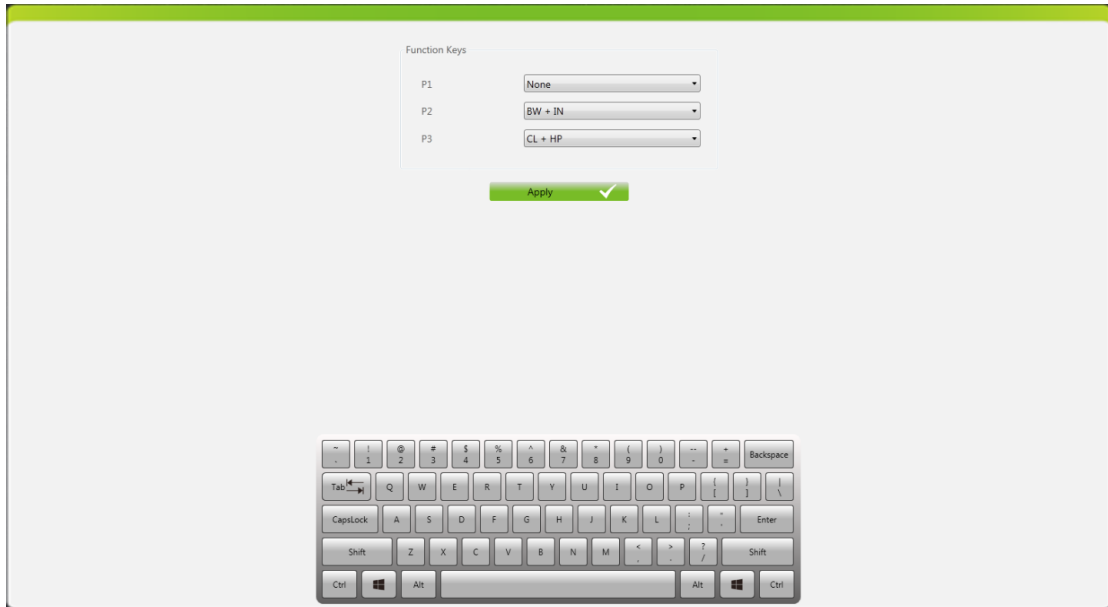 Function Keys
P1 None
P2 BW + IN
P3 CL + HP
Apply
~ ! @ # $ % ^ & * ( ) -- +
. 1 2 3 4 5 6 7 8 9 0 - = Backspace
Tab Q W E R T Y U I O P { [ } ] | \
CapsLock A S D F G H J K L : ; " ' Enter
Shift Z X C V B N M < , > . ? / Shift
Ctrl Alt Alt Ctrl